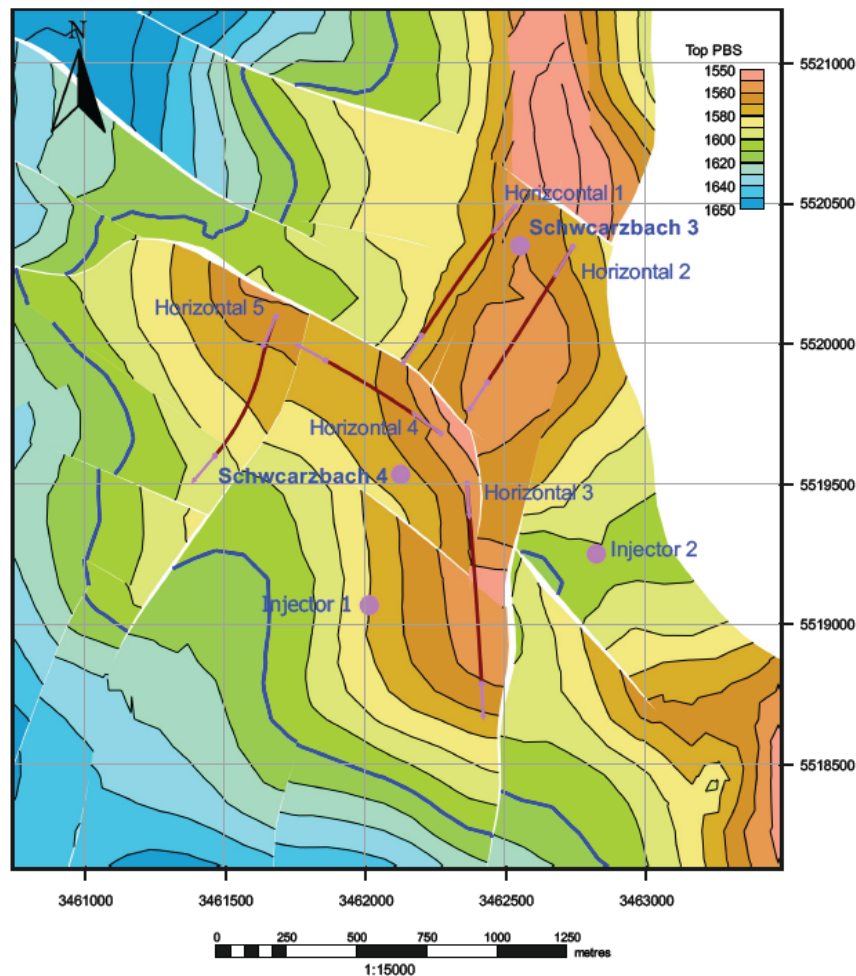 N
Top PBS
1550
1560
1580
1600
1620
1640
1650
5521000
5520500
5520000
5519500
5519000
5518500
Horizcontal 1
Schwcarzbach 3
Horizontal 2
Horizontal 5
Horizontal 4
Schwcarzbach 4
Horizontal 3
Injector 2
Injector 1
3461000 3461500 3462000 3462500 3463000
0 250 500 750 1000 1250
metres
1:15000